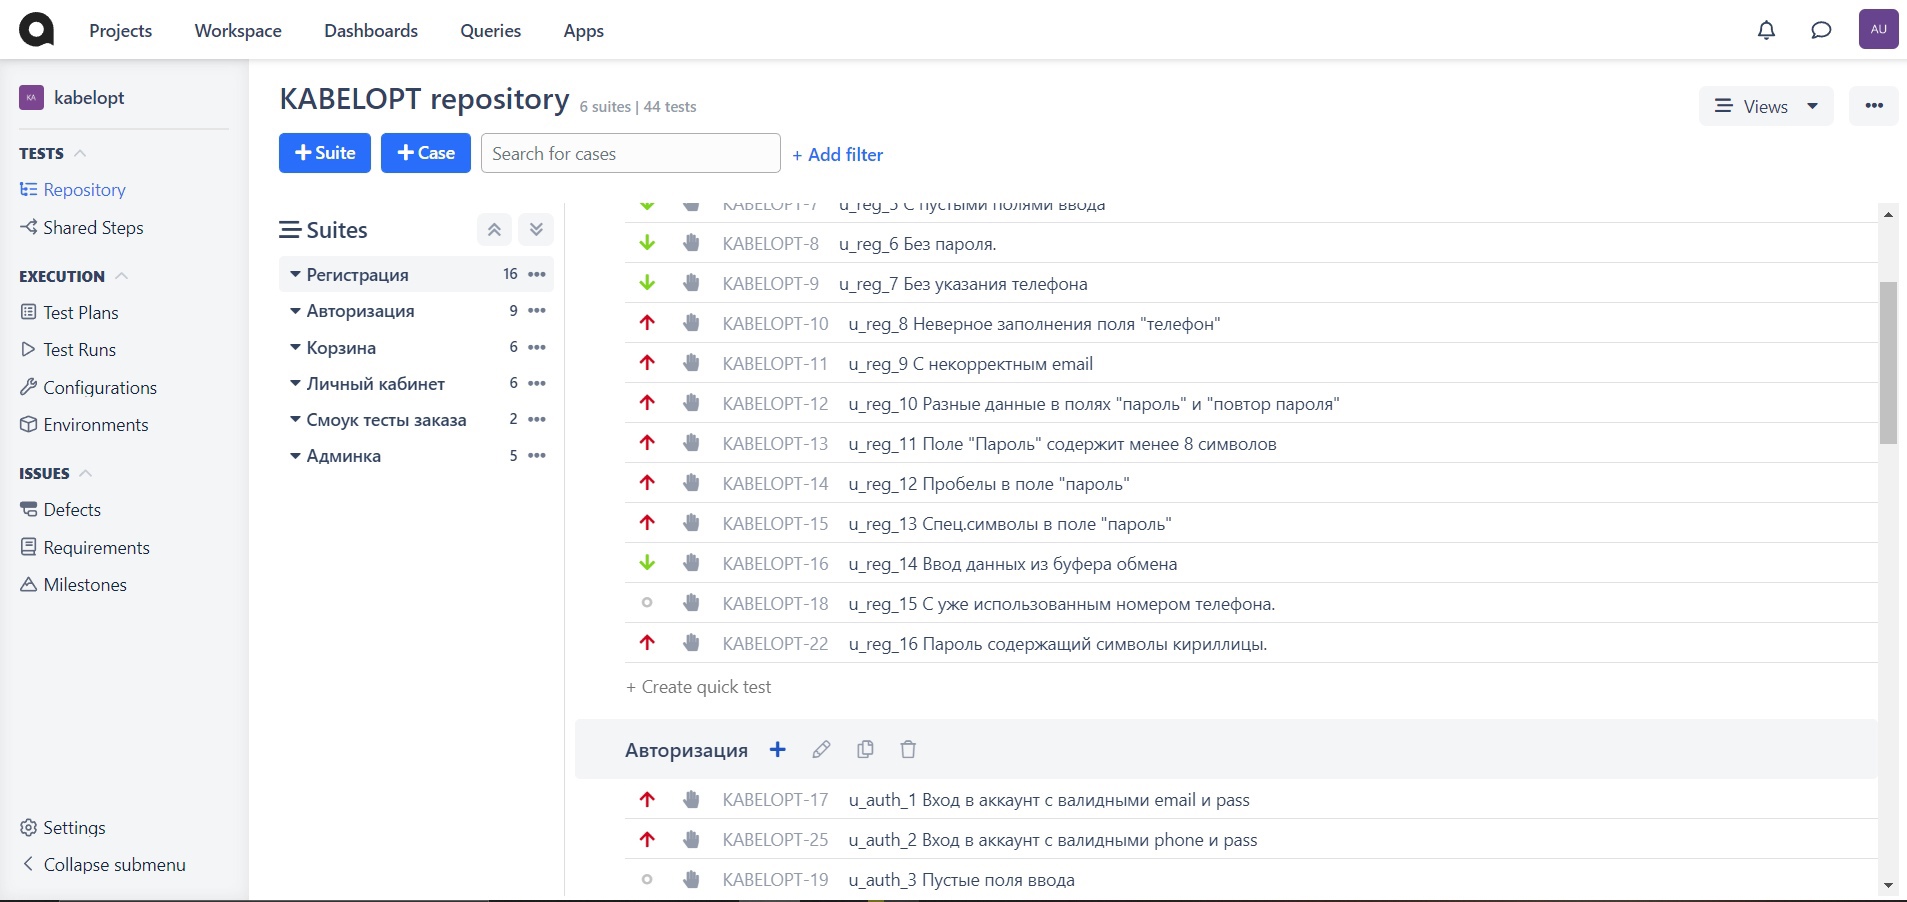 Projects Workspace Dashboards Queries Apps AU
KA kabelopt
TESTS
Repository
Shared Steps
EXECUTION
Test Plans
Test Runs
Configurations
Environments
ISSUES
Defects
Requirements
Milestones
Settings
Collapse submenu
KABELOPT repository 6 suites | 44 tests
Views
+ Suite + Case Search for cases + Add filter
Suites
Регистрация 16
Авторизация 9
Корзина 6
Личный кабинет 6
Смоук тесты заказа 2
Админка 5
KABELOPT-7 u_reg_5 С пустыми полями ввода
KABELOPT-8 u_reg_6 Без пароля.
KABELOPT-9 u_reg_7 Без указания телефона
KABELOPT-10 u_reg_8 Неверное заполнения поля "телефон"
KABELOPT-11 u_reg_9 С некорректным email
KABELOPT-12 u_reg_10 Разные данные в полях "пароль" и "повтор пароля"
KABELOPT-13 u_reg_11 Поле "Пароль" содержит менее 8 символов
KABELOPT-14 u_reg_12 Пробелы в поле "пароль"
KABELOPT-15 u_reg_13 Спец.символы в поле "пароль"
KABELOPT-16 u_reg_14 Ввод данных из буфера обмена
KABELOPT-18 u_reg_15 С уже использованным номером телефона.
KABELOPT-22 u_reg_16 Пароль содержащий символы кириллицы.
+ Create quick test
Авторизация
KABELOPT-17 u_auth_1 Вход в аккаунт с валидными email и pass
KABELOPT-25 u_auth_2 Вход в аккаунт с валидными phone и pass
KABELOPT-19 u_auth_3 Пустые поля ввода